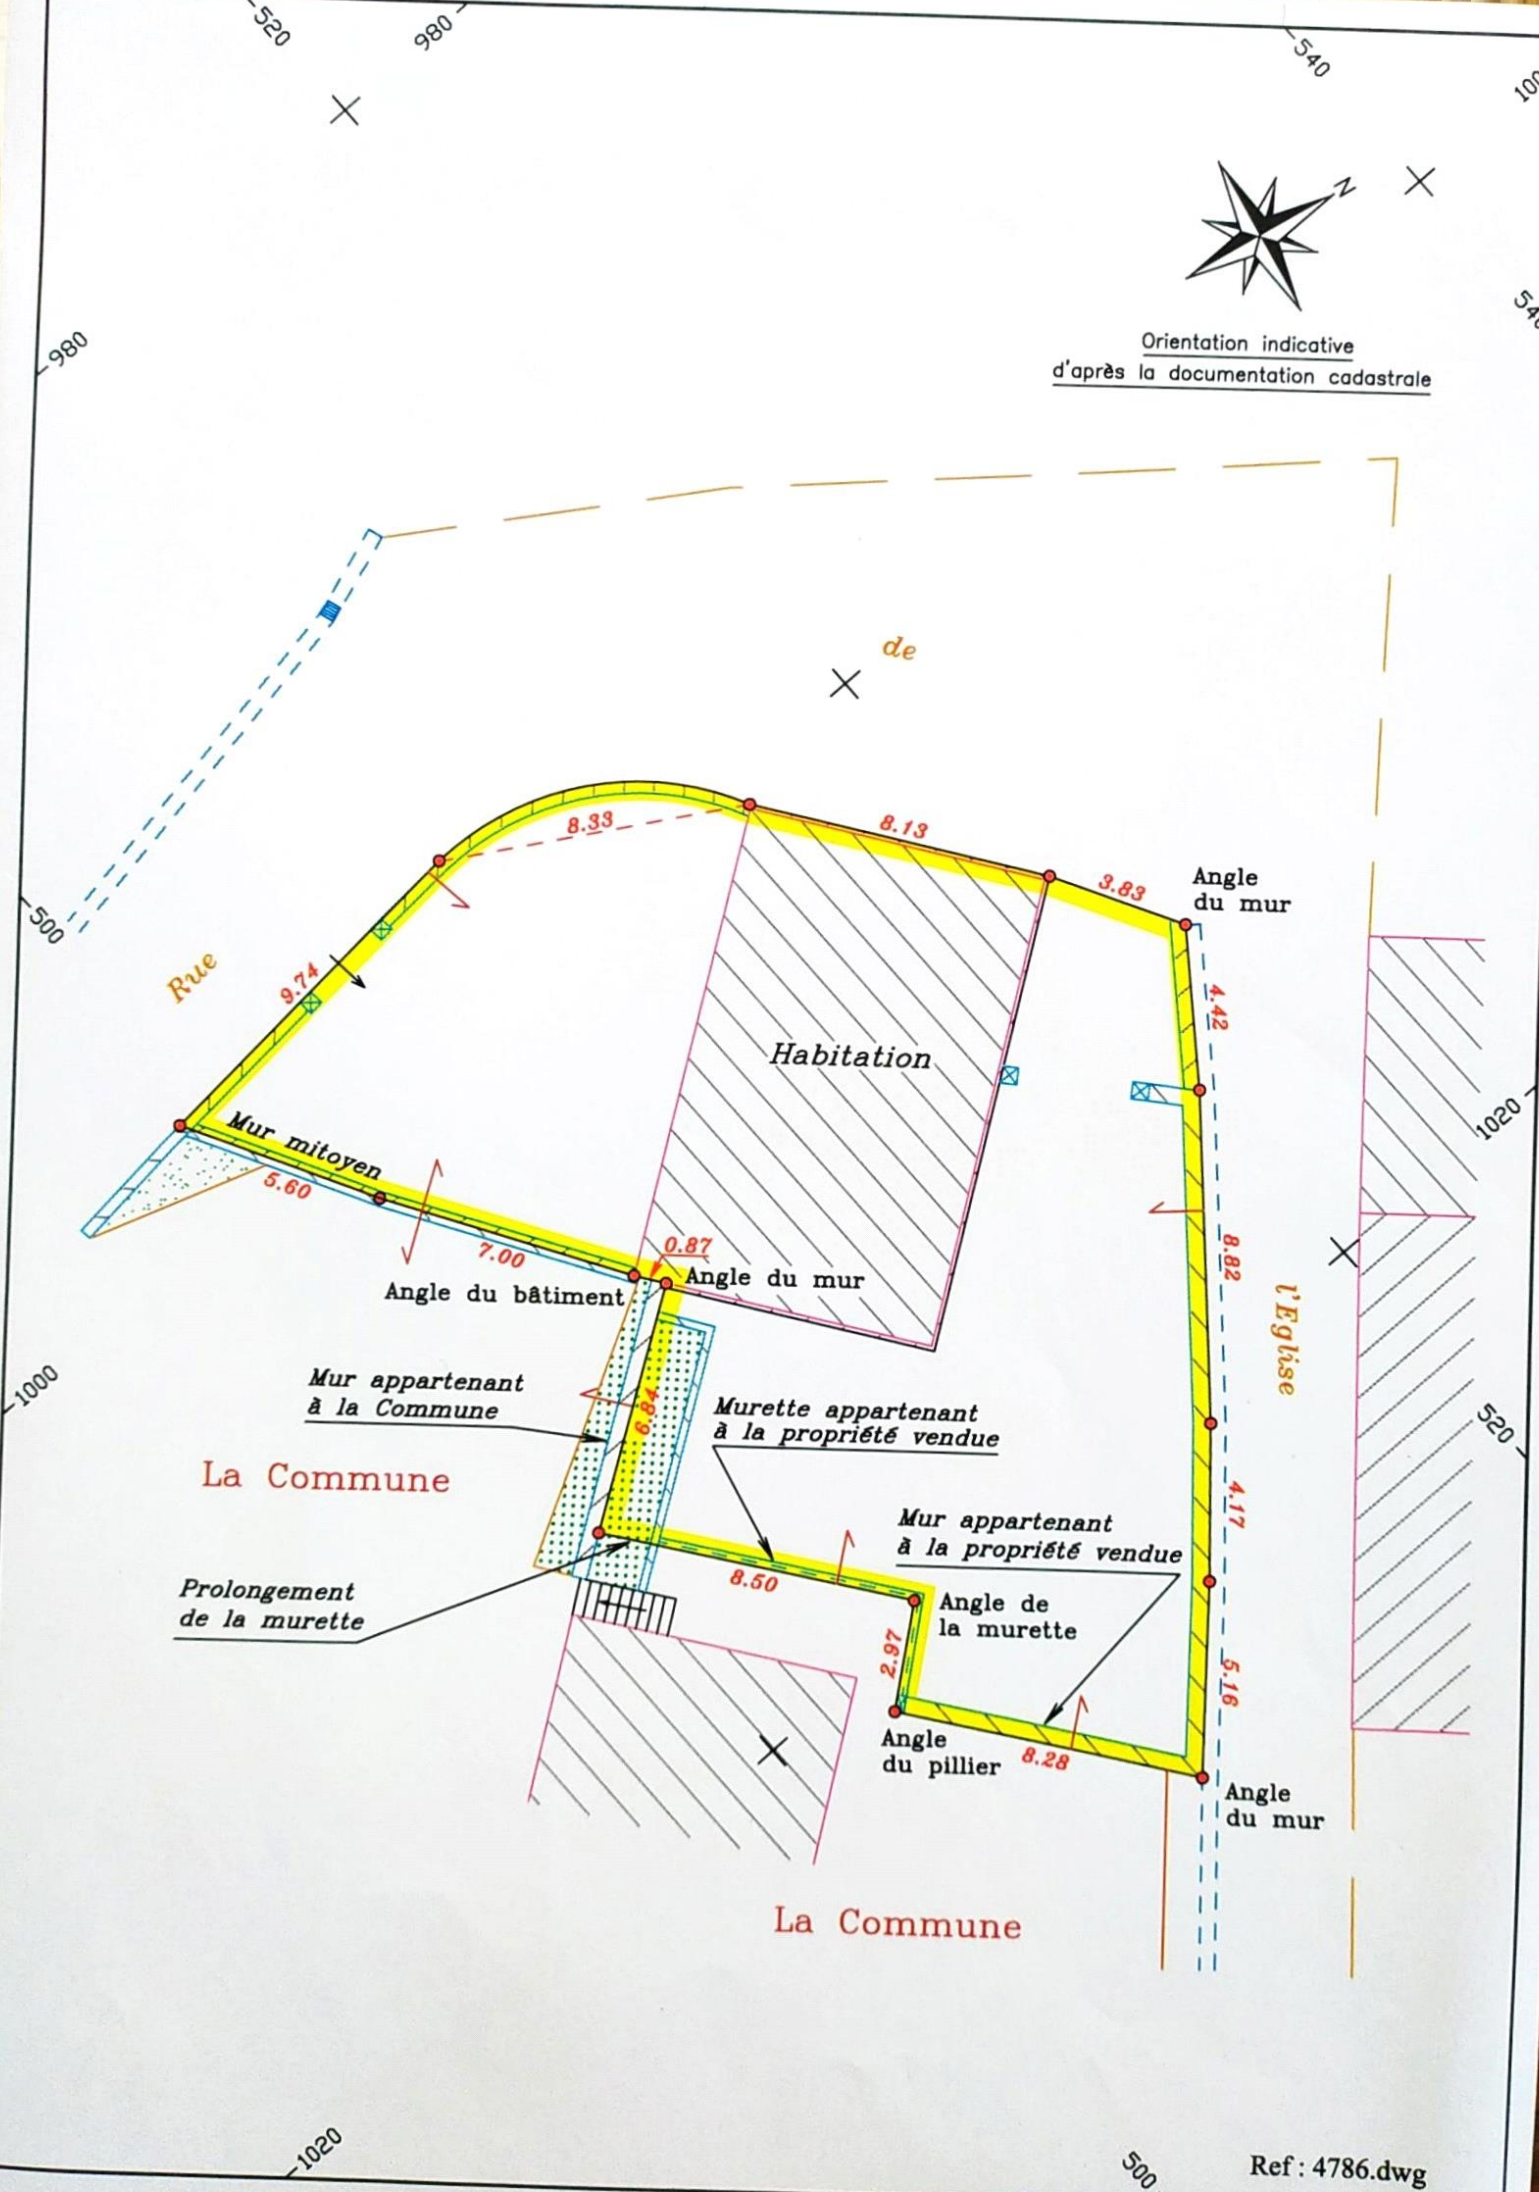 520
980
540
N
Orientation indicative
d'après la documentation cadastrale
980
de
8.33
8.13
3.83
Angle
du mur
500
Rue
9.74
4.42
Habitation
1020
Mur mitoyen
5.60
7.00
0.87
Angle du bâtiment
Angle du mur
8.82
l'Eglise
1000
Mur appartenant
à la Commune
6.84
Murette appartenant
à la propriété vendue
520
La Commune
4.17
Mur appartenant
à la propriété vendue
Prolongement
de la murette
8.50
Angle de
la murette
2.97
5.16
Angle
du pillier
8.28
Angle
du mur
La Commune
1020
500
Ref : 4786.dwg